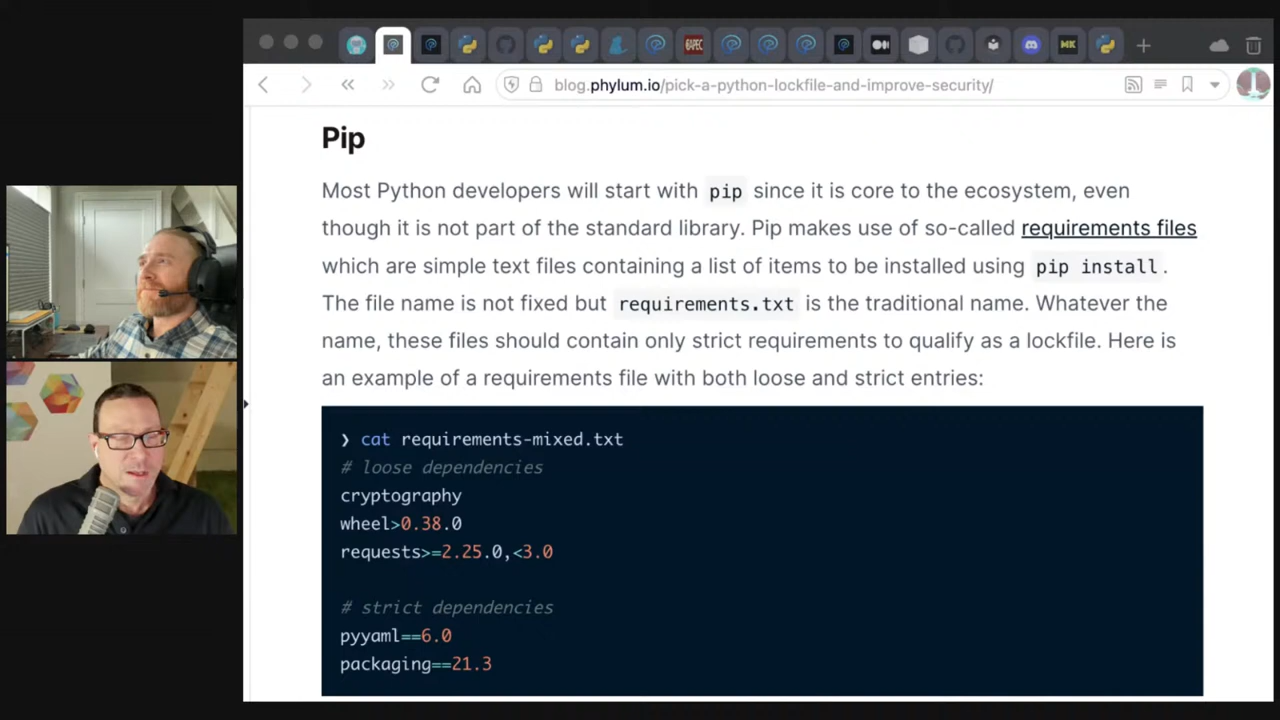 blog.phylum.io/pick-a-python-lockfile-and-improve-security/
Pip
Most Python developers will start with pip since it is core to the ecosystem, even
though it is not part of the standard library. Pip makes use of so-called requirements files
which are simple text files containing a list of items to be installed using pip install.
The file name is not fixed but requirements.txt is the traditional name. Whatever the
name, these files should contain only strict requirements to qualify as a lockfile. Here is
an example of a requirements file with both loose and strict entries:
❯ cat requirements-mixed.txt
# loose dependencies
cryptography
wheel>0.38.0
requests>=2.25.0,<3.0
# strict dependencies
pyyaml==6.0
packaging==21.3